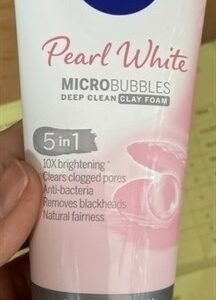 Pearl White
MICROBUBBLES
DEEP CLEAN CLAY FOAM
5 in 1
10X brightening*
Clears clogged pores
Anti-bacteria
Removes blackheads
Natural fairness